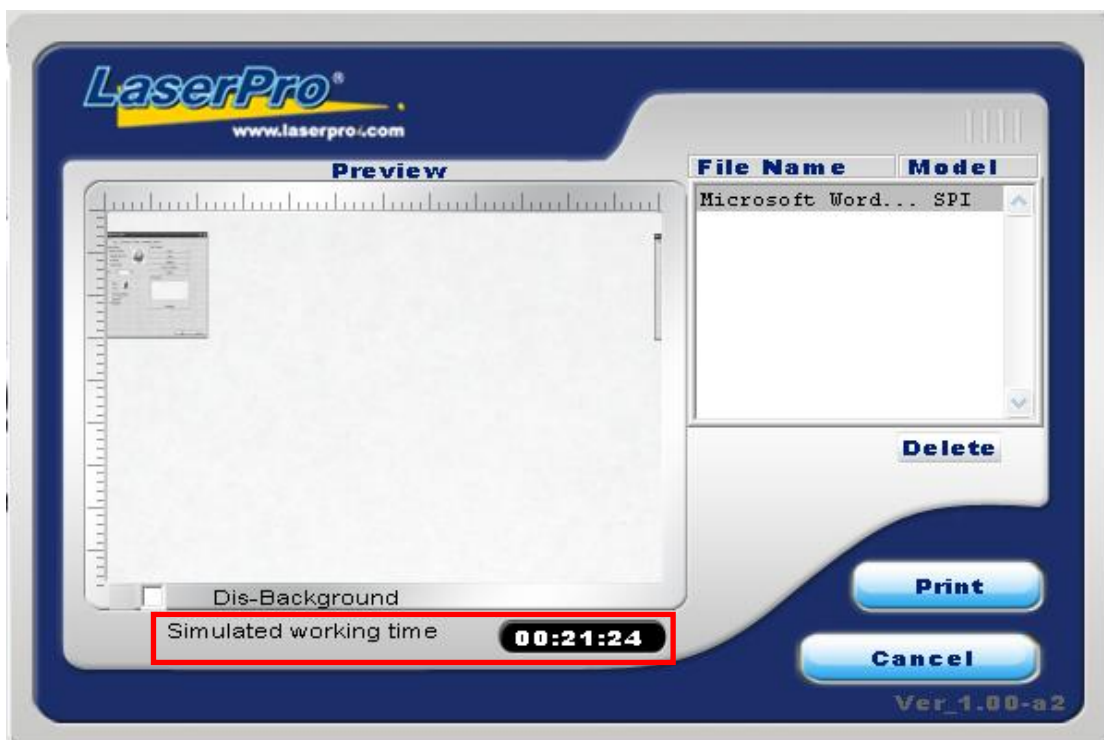 LaserPro®
www.laserpro4.com
Preview
File Name Model
Microsoft Word... SPI
Delete
Dis-Background
Simulated working time 00:21:24
Print
Cancel
Ver_1.00-a2